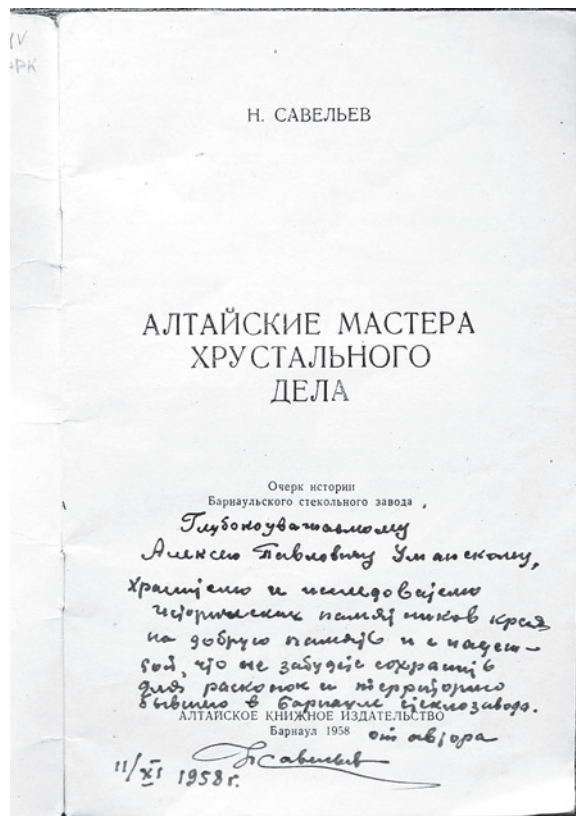 Н. САВЕЛЬЕВ
АЛТАЙСКИЕ МАСТЕРА
ХРУСТАЛЬНОГО
ДЕЛА
Очерк истории
Барнаульского стекольного завода
Глубокоуважаемому
Алексею Павловичу Уманскому,
хранителю и исследователю
исторических памятников края
на добрую память и с надеж-
дой, что не забудете сохранить
для раскопок и территорию
бывшего в Барнауле стеклозавода.
АЛТАЙСКОЕ КНИЖНОЕ ИЗДАТЕЛЬСТВО
Барнаул 1958
от автора
НСавельев
11/XI 1958 г.